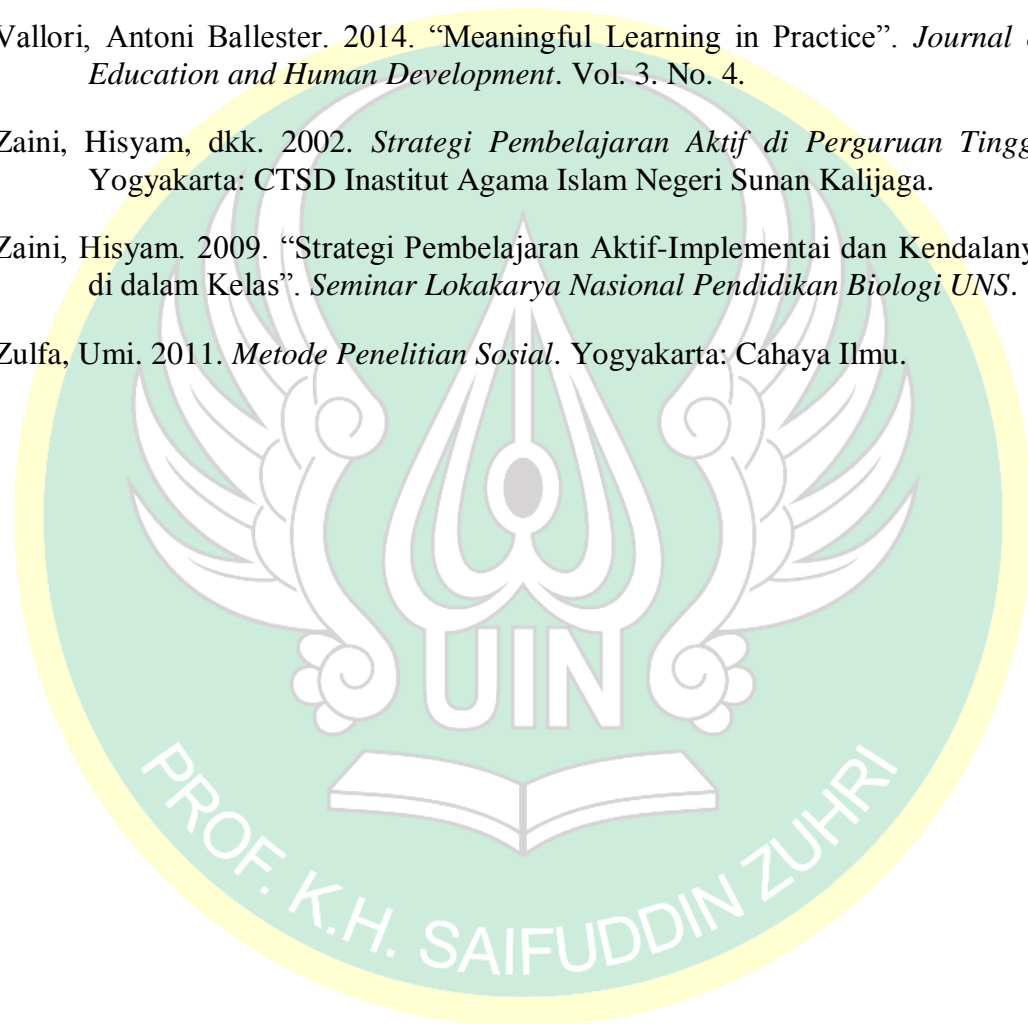 Vallori, Antoni Ballester. 2014. “Meaningful Learning in Practice”. Journal
Education and Human Development. Vol. 3. No. 4.
Zaini, Hisyam, dkk. 2002. Strategi Pembelajaran Aktif di Perguruan Tingg
Yogyakarta: CTSD Inastitut Agama Islam Negeri Sunan Kalijaga.
Zaini, Hisyam. 2009. “Strategi Pembelajaran Aktif-Implementai dan Kendalany
di dalam Kelas”. Seminar Lokakarya Nasional Pendidikan Biologi UNS.
Zulfa, Umi. 2011. Metode Penelitian Sosial. Yogyakarta: Cahaya Ilmu.
UIN
PROF. K.H. SAIFUDDIN ZUHRI